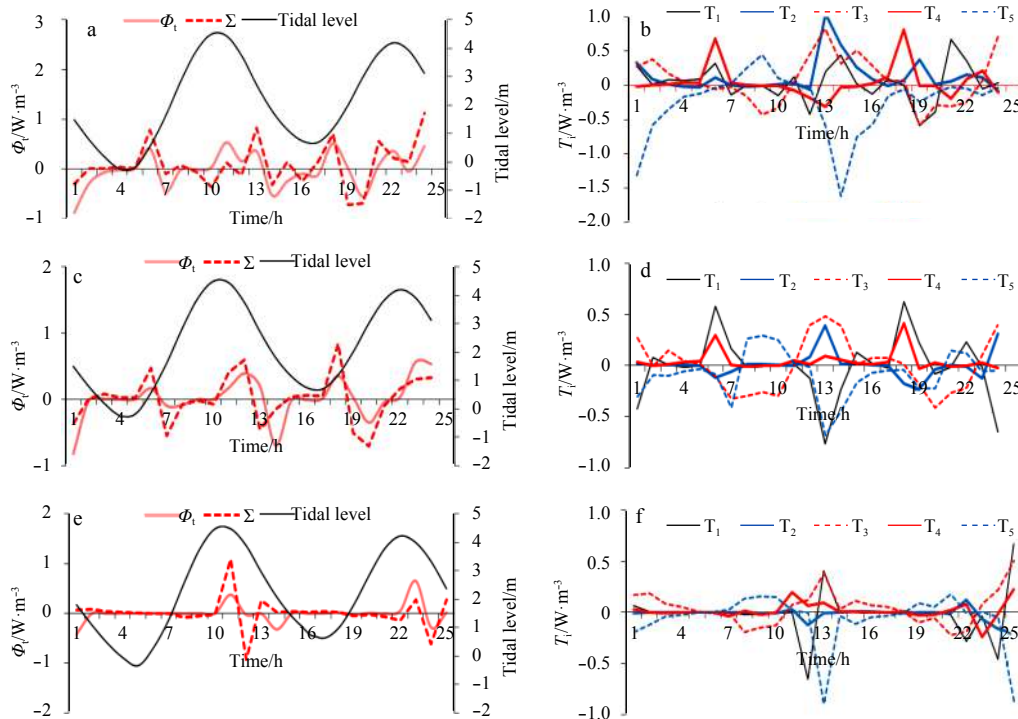 a Φt Σ Tidal level
Φt/W·m⁻³
3
2
1
0
−1
1 4 7 10 13 16 19 22 25
Time/h
5
4
3
2
1
0
−1
−2
Tidal level/m
b T1 T2 T3 T4 T5
Ti/W·m⁻³
1.0
0.5
0
−0.5
−1.0
−1.5
−2.0
1 4 7 10 13 16 19 22 25
Time/h
c Φt Σ Tidal level
Φt/W·m⁻³
2
1
0
−1
1 4 7 10 13 16 19 22 25
Time/h
5
4
3
2
1
0
−1
−2
Tidal level/m
d T1 T2 T3 T4 T5
Ti/W·m⁻³
1.0
0.5
0
−0.5
−1.0
1 4 7 10 13 16 19 22 25
Time/h
e Φt Σ Tidal level
Φt/W·m⁻³
2
1
0
−1
−2
1 4 7 10 13 16 19 22 25
Time/h
5
4
3
2
1
0
−1
−2
Tidal level/m
f T1 T2 T3 T4 T5
Ti/W·m⁻³
1.0
0.5
0
−0.5
−1.0
1 4 7 10 13 16 19 22 25
Time/h